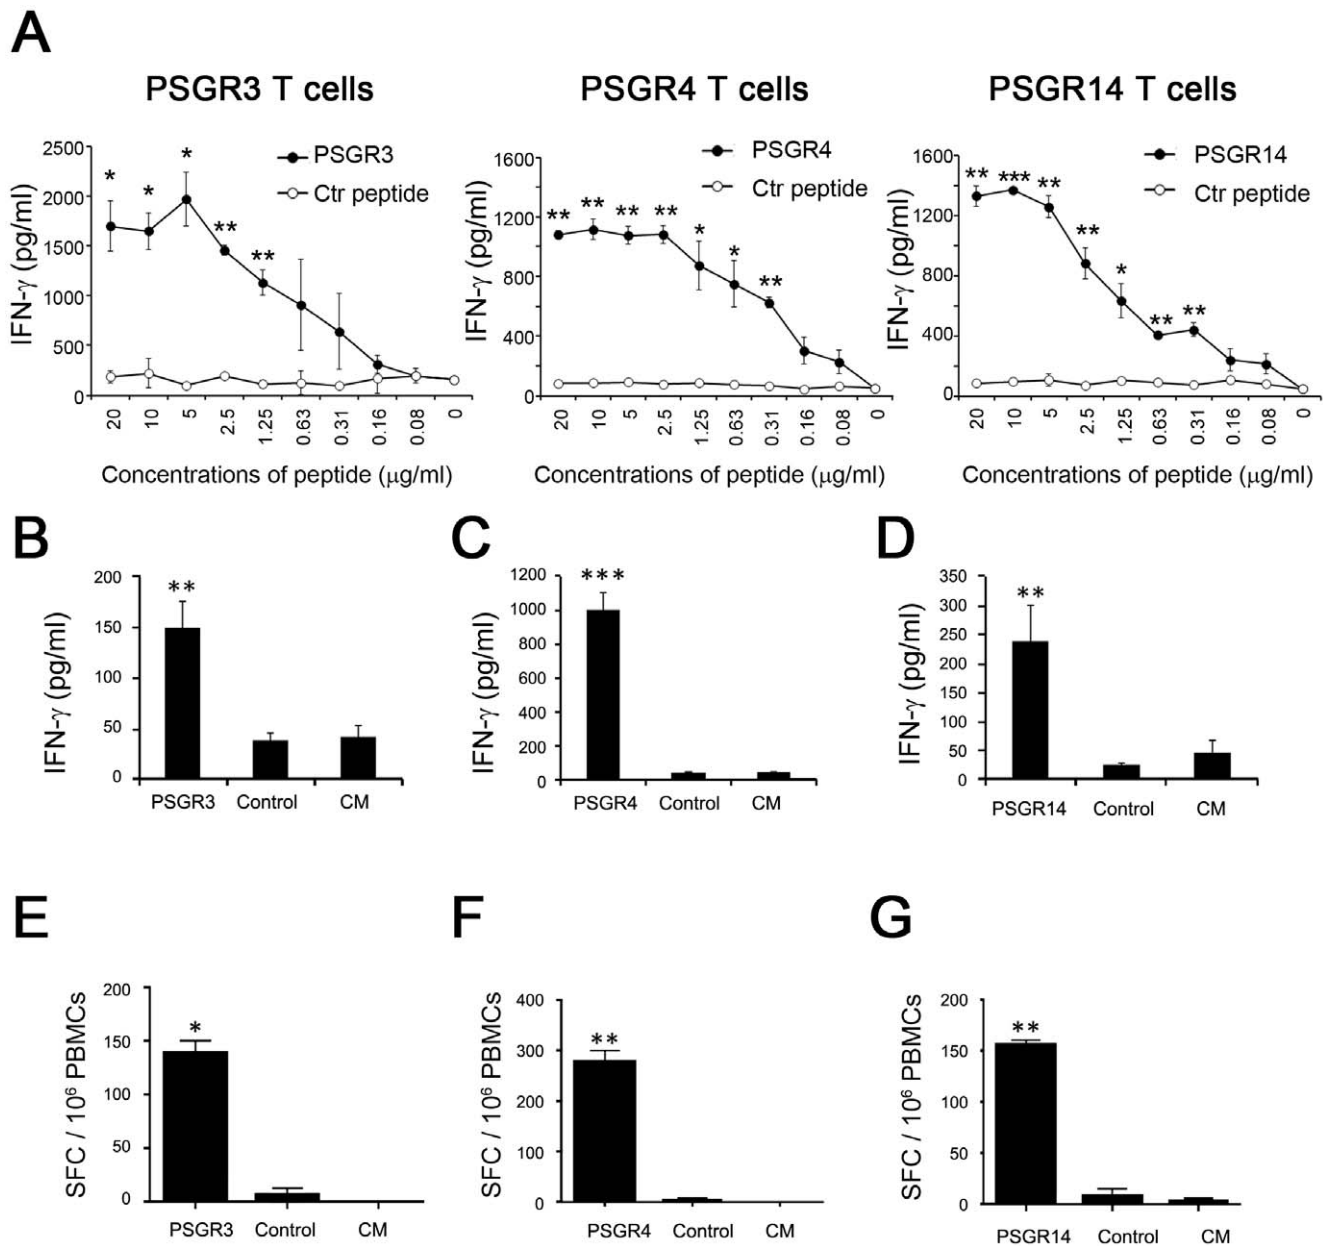 A
PSGR3 T cells
PSGR4 T cells
PSGR14 T cells
IFN-γ (pg/ml)
2500
2000
1500
1000
500
0
* * * ** **
PSGR3
Ctr peptide
20 10 5 2.5 1.25 0.63 0.31 0.16 0.08 0
Concentrations of peptide (μg/ml)
IFN-γ (pg/ml)
1600
1200
800
400
0
** ** ** ** * * **
PSGR4
Ctr peptide
20 10 5 2.5 1.25 0.63 0.31 0.16 0.08 0
Concentrations of peptide (μg/ml)
IFN-γ (pg/ml)
1600
1200
800
400
0
** *** ** ** * ** **
PSGR14
Ctr peptide
20 10 5 2.5 1.25 0.63 0.31 0.16 0.08 0
Concentrations of peptide (μg/ml)
B
IFN-γ (pg/ml)
200
150
100
50
0
**
PSGR3 Control CM
C
IFN-γ (pg/ml)
1200
1000
800
600
400
200
0
***
PSGR4 Control CM
D
IFN-γ (pg/ml)
350
300
250
200
150
100
50
0
**
PSGR14 Control CM
E
SFC / 10⁶ PBMCs
200
150
100
50
0
*
PSGR3 Control CM
F
SFC / 10⁶ PBMCs
400
300
200
100
0
**
PSGR4 Control CM
G
SFC / 10⁶ PBMCs
200
150
100
50
0
**
PSGR14 Control CM